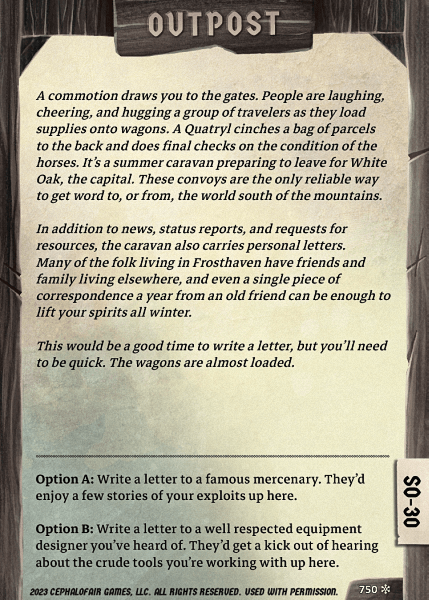 OUTPOST
A commotion draws you to the gates. People are laughing,
cheering, and hugging a group of travelers as they load
supplies onto wagons. A Quatryl cinches a bag of parcels
to the back and does final checks on the condition of the
horses. It's a summer caravan preparing to leave for White
Oak, the capital. These convoys are the only reliable way
to get word to, or from, the world south of the mountains.
In addition to news, status reports, and requests for
resources, the caravan also carries personal letters.
Many of the folk living in Frosthaven have friends and
family living elsewhere, and even a single piece of
correspondence a year from an old friend can be enough to
lift your spirits all winter.
This would be a good time to write a letter, but you'll need
to be quick. The wagons are almost loaded.
Option A: Write a letter to a famous mercenary. They'd
enjoy a few stories of your exploits up here.
Option B: Write a letter to a well respected equipment
designer you've heard of. They'd get a kick out of hearing
about the crude tools you're working with up here.
SO-30
2023 CEPHALOFAIR GAMES, LLC. ALL RIGHTS RESERVED. USED WITH PERMISSION.
750